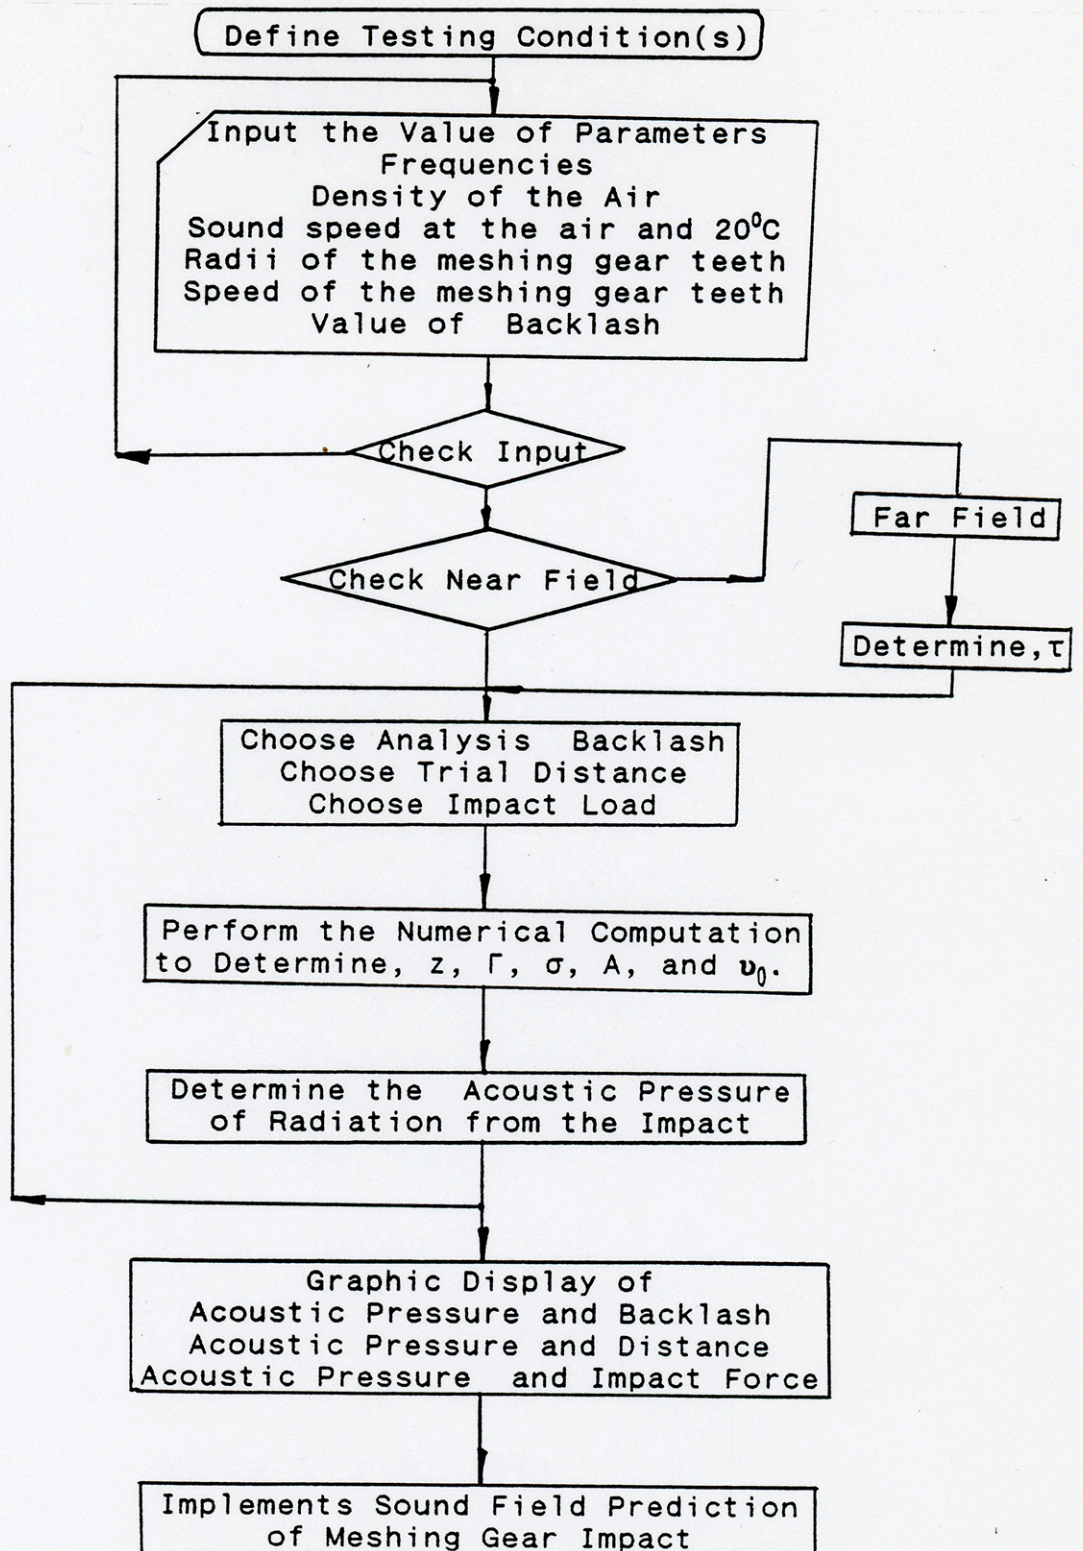 Define Testing Condition(s)
Input the Value of Parameters
Frequencies
Density of the Air
Sound speed at the air and 20⁰C
Radii of the meshing gear teeth
Speed of the meshing gear teeth
Value of Backlash
Check Input
Check Near Field
Far Field
Determine,τ
Choose Analysis Backlash
Choose Trial Distance
Choose Impact Load
Perform the Numerical Computation
to Determine, z, Γ, σ, A, and υ₀.
Determine the Acoustic Pressure
of Radiation from the Impact
Graphic Display of
Acoustic Pressure and Backlash
Acoustic Pressure and Distance
Acoustic Pressure and Impact Force
Implements Sound Field Prediction
of Meshing Gear Impact